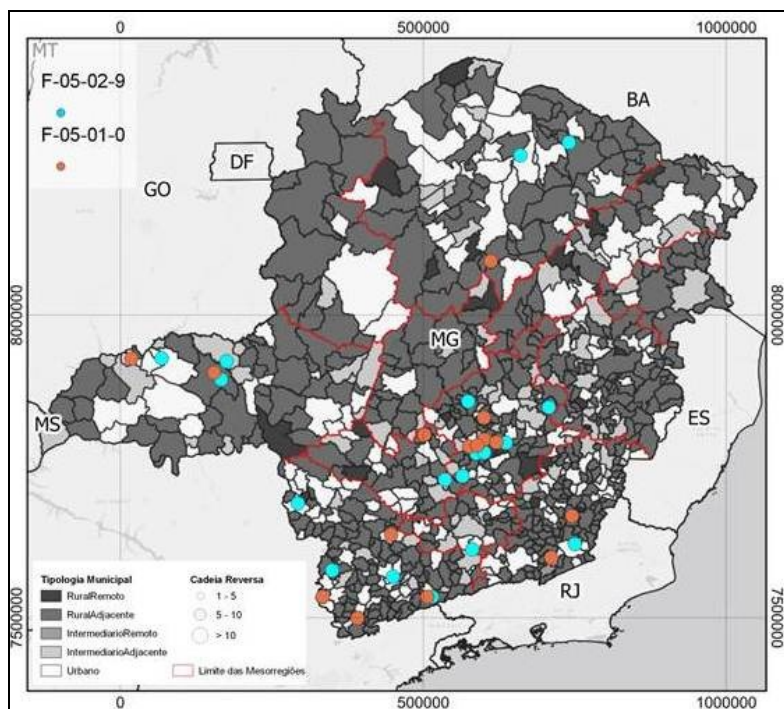 0 500000 1000000
MT
F-05-02-9
F-05-01-0
BA
DF
GO
8000000 8000000
MG
MS
ES
RJ
Tipologia Municipal
RuralRemoto
RuralAdjacente
IntermediarioRemoto
IntermediarioAdjacente
Urbano
Cadeia Reversa
1 - 5
5 - 10
> 10
Limite das Mesorregiões
7500000 7500000
0 500000 1000000